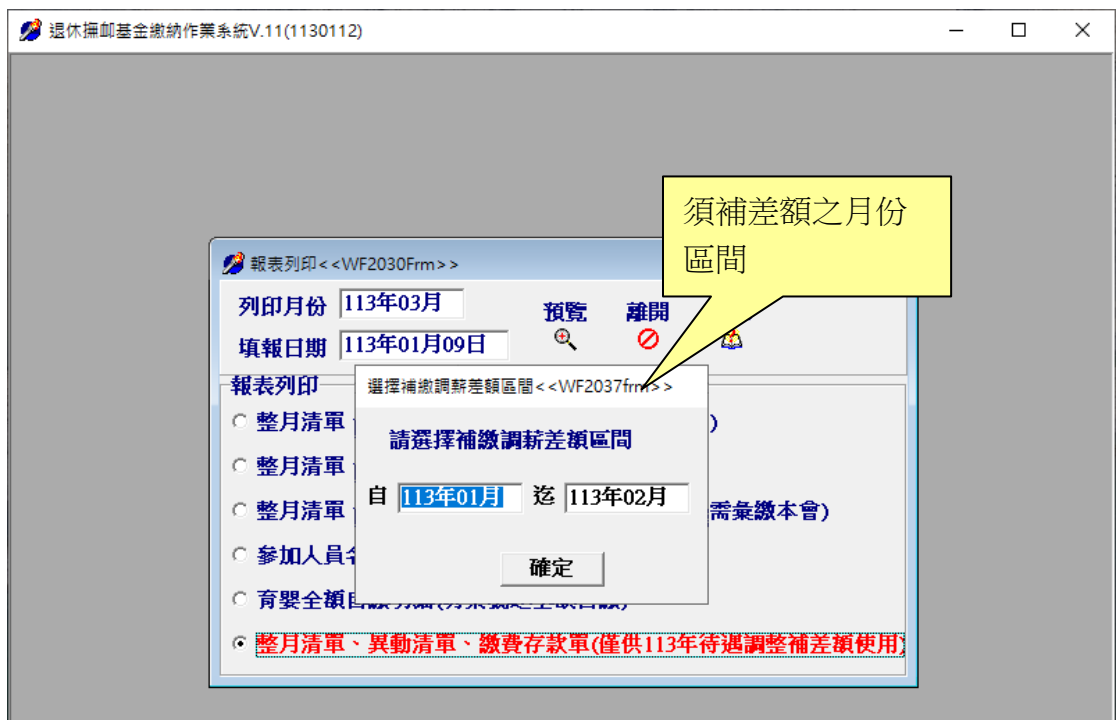 退休撫卹基金繳納作業系統V.11(1130112)
須補差額之月份
區間
報表列印<<WF2030Frm>>
列印月份 113年03月 預覽 離開
填報日期 113年01月09日
報表列印
選擇補繳調薪差額區間<<WF2037frm>>
整月清單 )
請選擇補繳調薪差額區間
整月清單
自 113年01月 迄 113年02月
整月清單 需彙繳本會)
參加人員
確定
育嬰全額
整月清單、異動清單、繳費存款單(僅供113年待遇調整補差額使用)